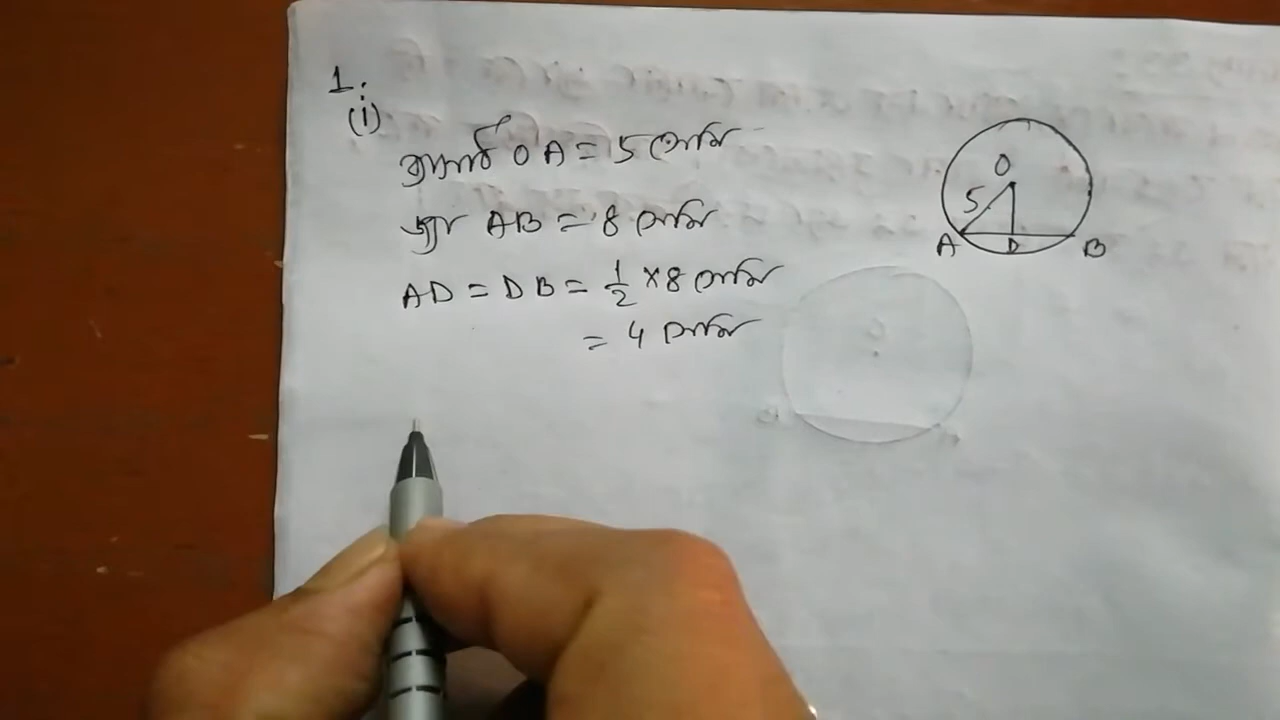 1.
(i)
ব্যাসার্ধ OA = 5 সেমি
জ্যা AB = 8 সেমি
AD = DB = 1/2 × 8 সেমি
= 4 সেমি
O
5
A D B